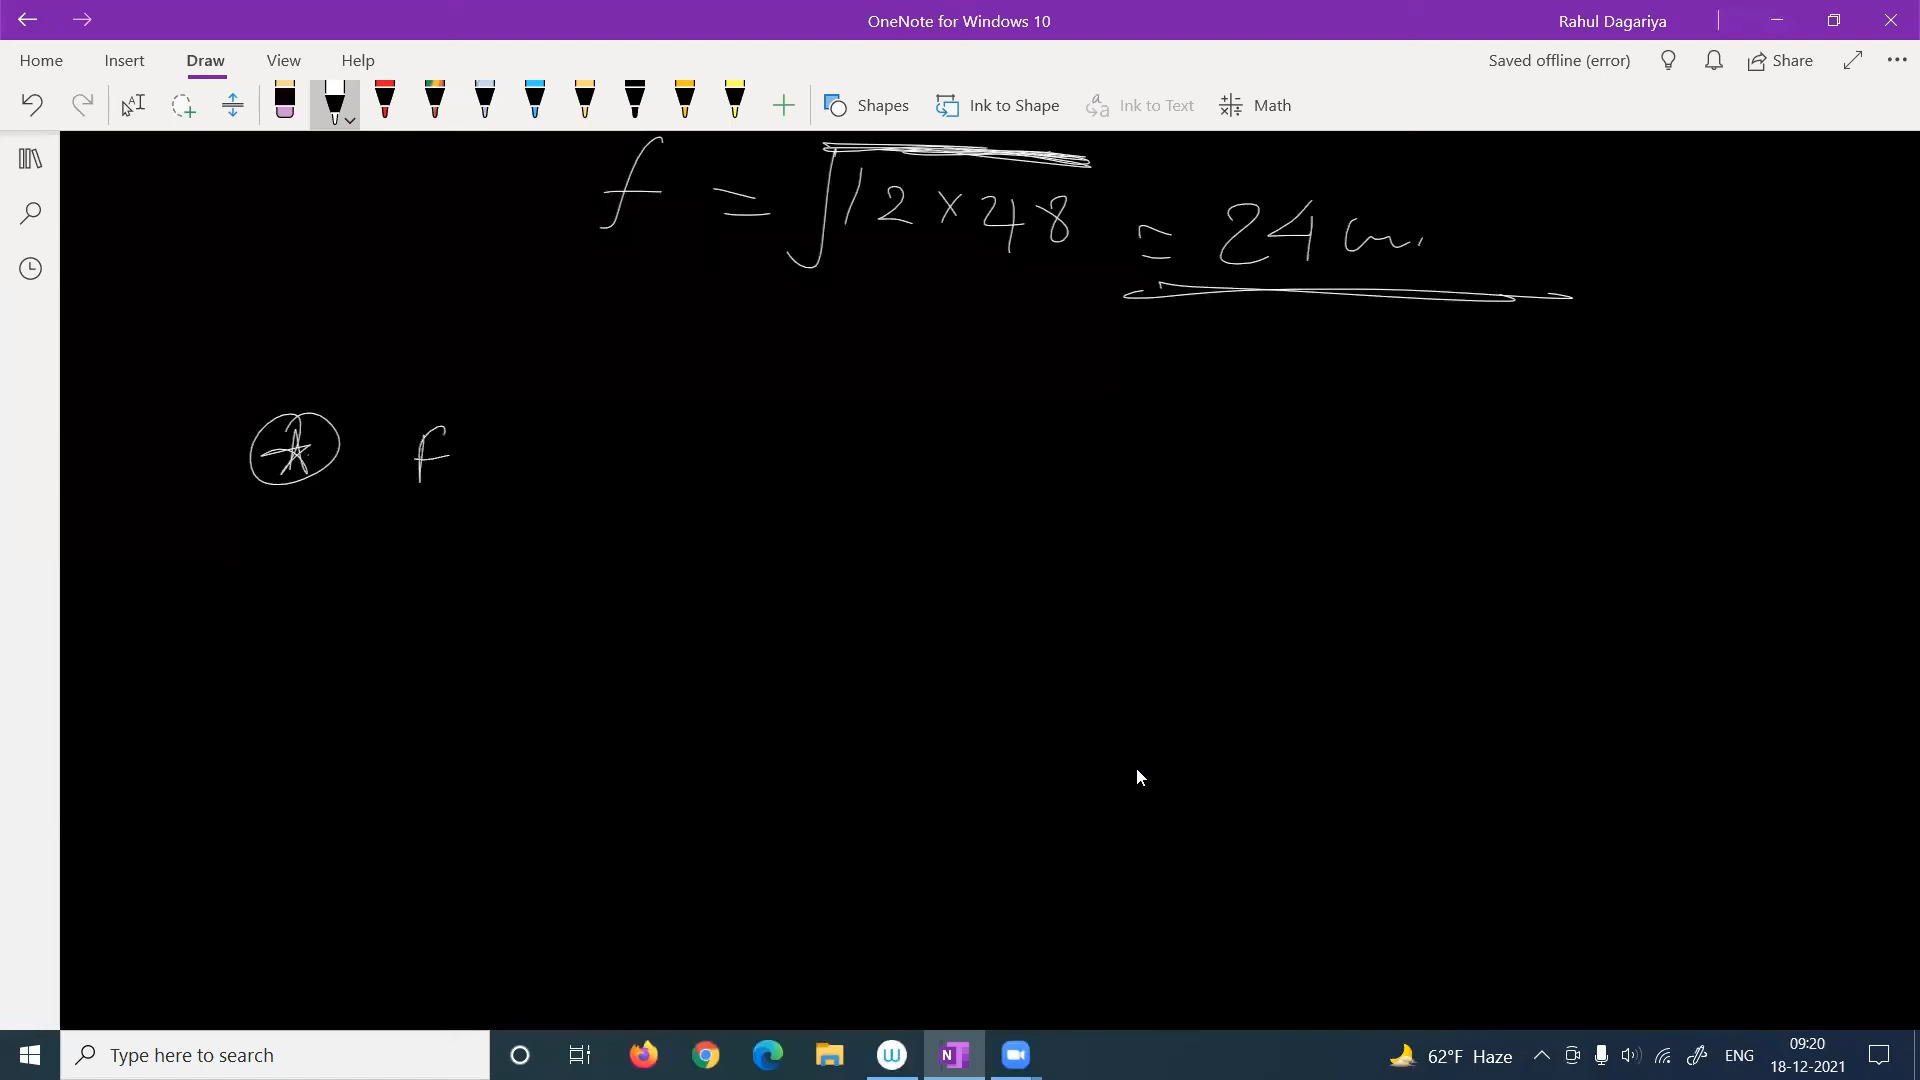 OneNote for Windows 10
Rahul Dagariya
Home Insert Draw View Help
Saved offline (error) Share
Shapes Ink to Shape Ink to Text Math
f = √12 × 48 = 24 cm.
f
Type here to search
62°F Haze
ENG
09:20
18-12-2021